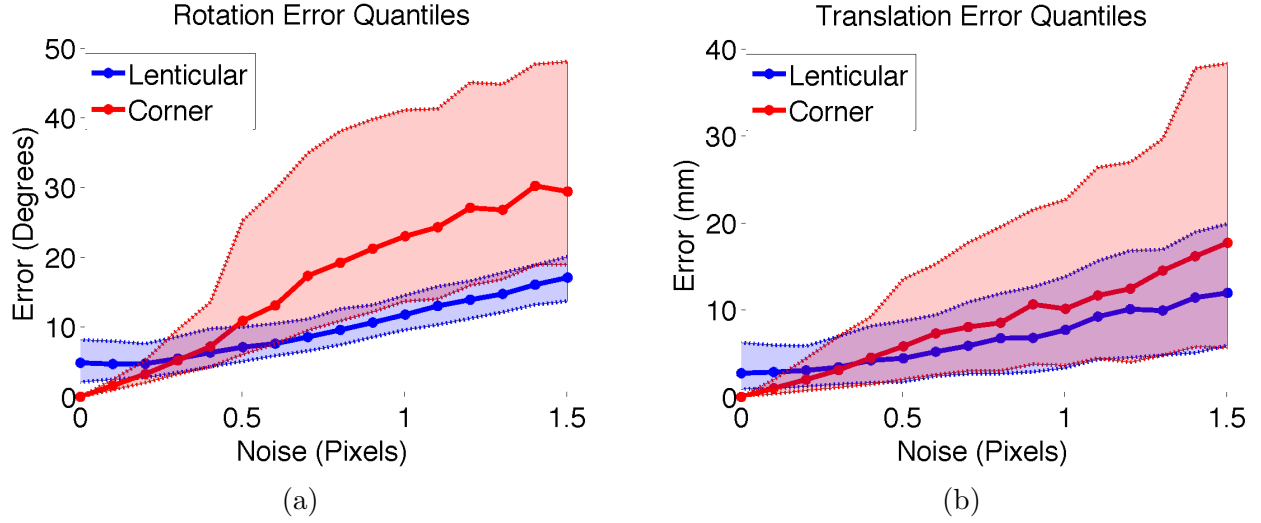 Rotation Error Quantiles
50
40
30
20
10
0
Error (Degrees)
Lenticular
Corner
0
0.5
1
1.5
Noise (Pixels)
(a)
Translation Error Quantiles
40
30
20
10
0
Error (mm)
Lenticular
Corner
0
0.5
1
1.5
Noise (Pixels)
(b)